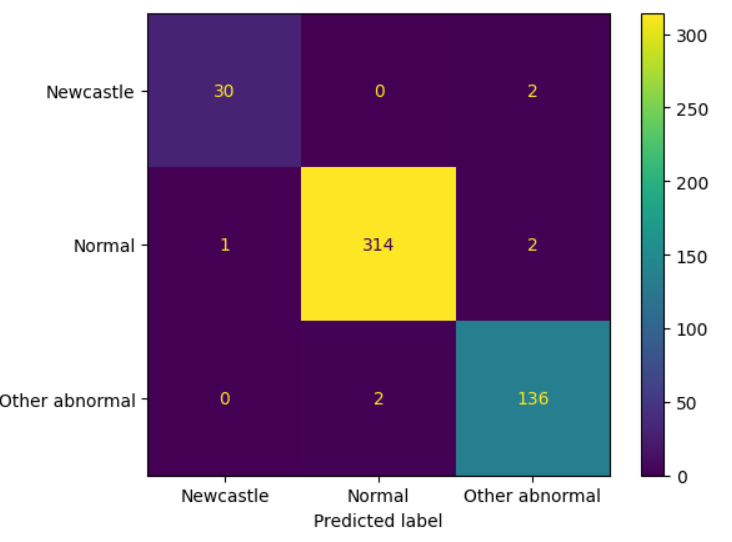 Newcastle 30 0 2
Normal 1 314 2
Other abnormal 0 2 136
Newcastle Normal Other abnormal
Predicted label
300
250
200
150
100
50
0